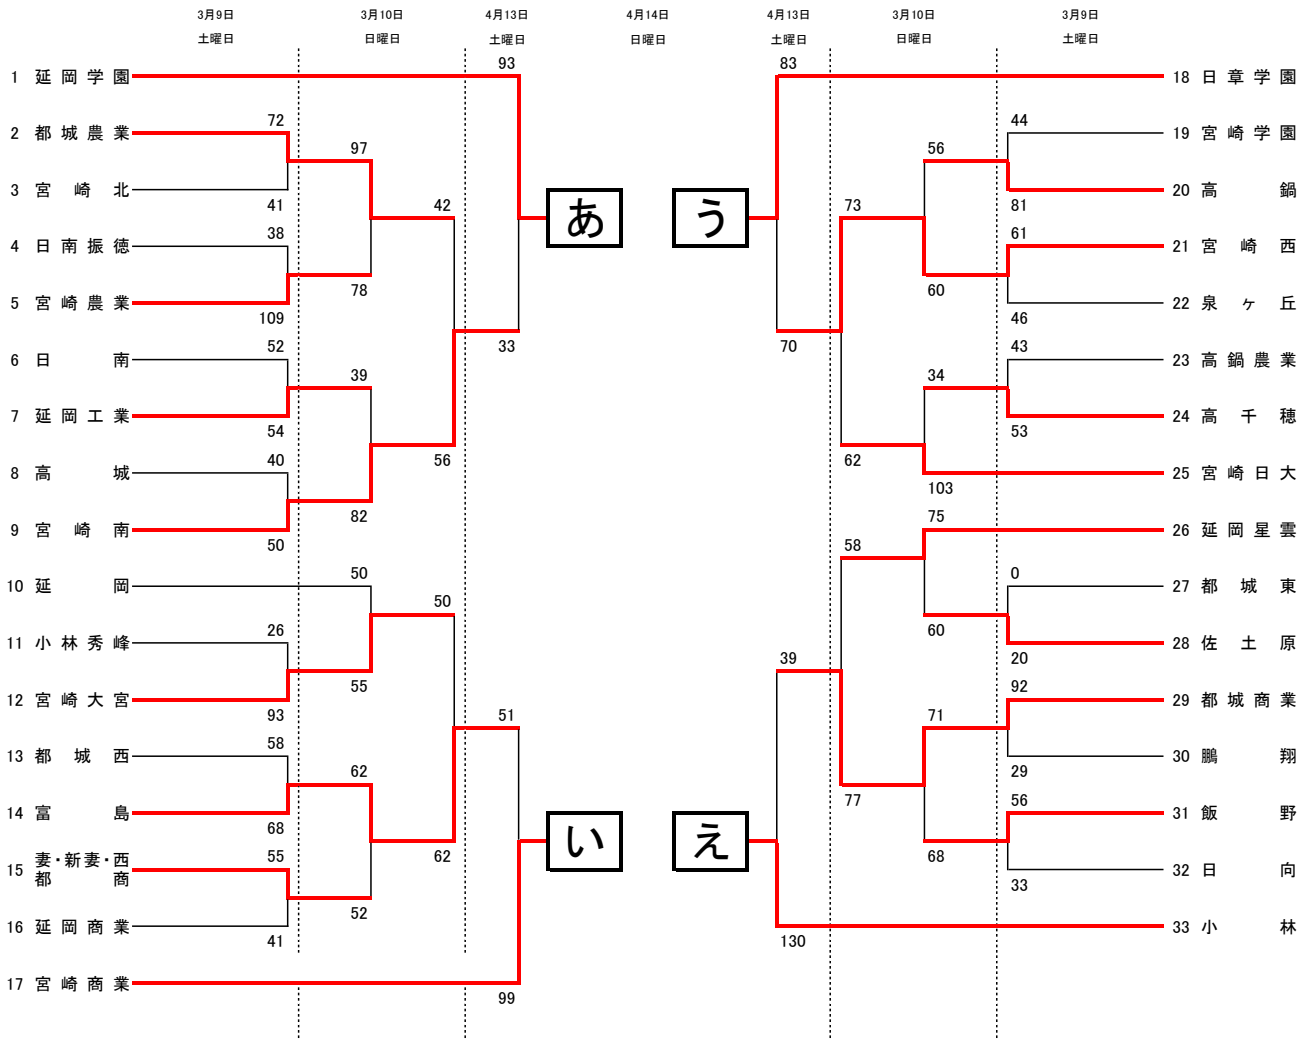 3月9日 3月10日 4月13日 4月14日 4月13日 3月10日 3月9日
土曜日 日曜日 土曜日 日曜日 土曜日 日曜日 土曜日
93 83
1 延岡学園 18 日章学園
72 44
2 都城農業 19 宮崎学園
97 56
3 宮崎北 20 高鍋
41 42 73 81
あ う
38 61
4 日南振徳 21 宮崎西
78 60
5 宮崎農業 22 泉ヶ丘
109 46
52 33 70 43
6 日南 23 高鍋農業
39 34
7 延岡工業 24 高千穂
54 53
40 56 62
8 高城 25 宮崎日大
82 103
75
9 宮崎南 26 延岡星雲
50 58
50 0
10 延岡 27 都城東
50
26 60
11 小林秀峰 28 佐土原
39 20
55 92
12 宮崎大宮 29 都城商業
93 51 71
58
13 都城西 30 鵬翔
62 29
77 56
14 富島 31 飯野
68
い え
55 62 68
15 妻・新妻・西都商 32 日向
33
52
16 延岡商業 33 小林
41 130
17 宮崎商業
99